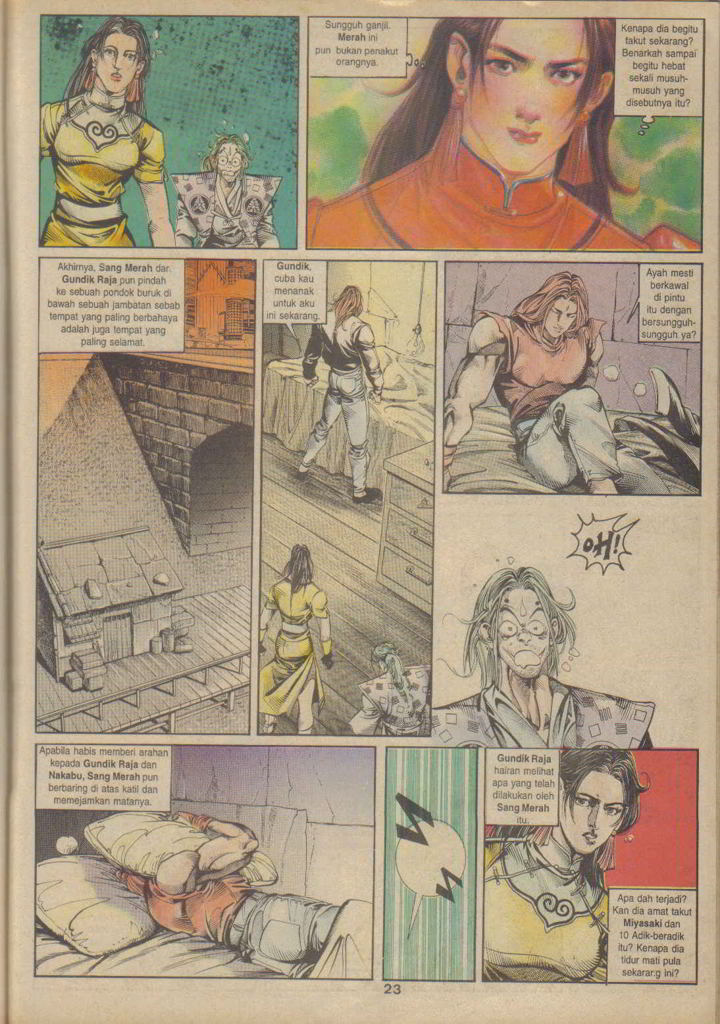 Sungguh ganjil.
Merah ini
pun bukan penakut
orangnya.
Kenapa dia begitu
takut sekarang?
Benarkah sampai
begitu hebat
sekali musuh-
musuh yang
disebutnya itu?
Akhirnya, Sang Merah dan
Gundik Raja pun pindah
ke sebuah pondok buruk di
bawah sebuah jambatan sebab
tempat yang paling berbahaya
adalah juga tempat yang
paling selamat.
Gundik,
cuba kau
menanak
untuk aku
ini sekarang.
Ayah mesti
berkawal
di pintu
itu dengan
bersungguh-
sungguh ya?
OH!
Apabila habis memberi arahan
kepada Gundik Raja dan
Nakabu, Sang Merah pun
berbaring di atas katil dan
memejamkan matanya.
N
N
Gundik Raja
hairan melihat
apa yang telah
dilakukan oleh
Sang Merah
itu.
Apa dah terjadi?
Kan dia amat takut
Miyasaki dan
10 Adik-beradik
itu? Kenapa dia
tidur mati pula
sekarang ini?
23